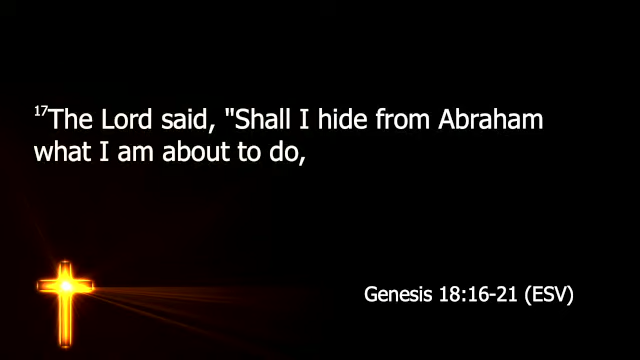 17The Lord said, "Shall I hide from Abraham
what I am about to do,
Genesis 18:16-21 (ESV)